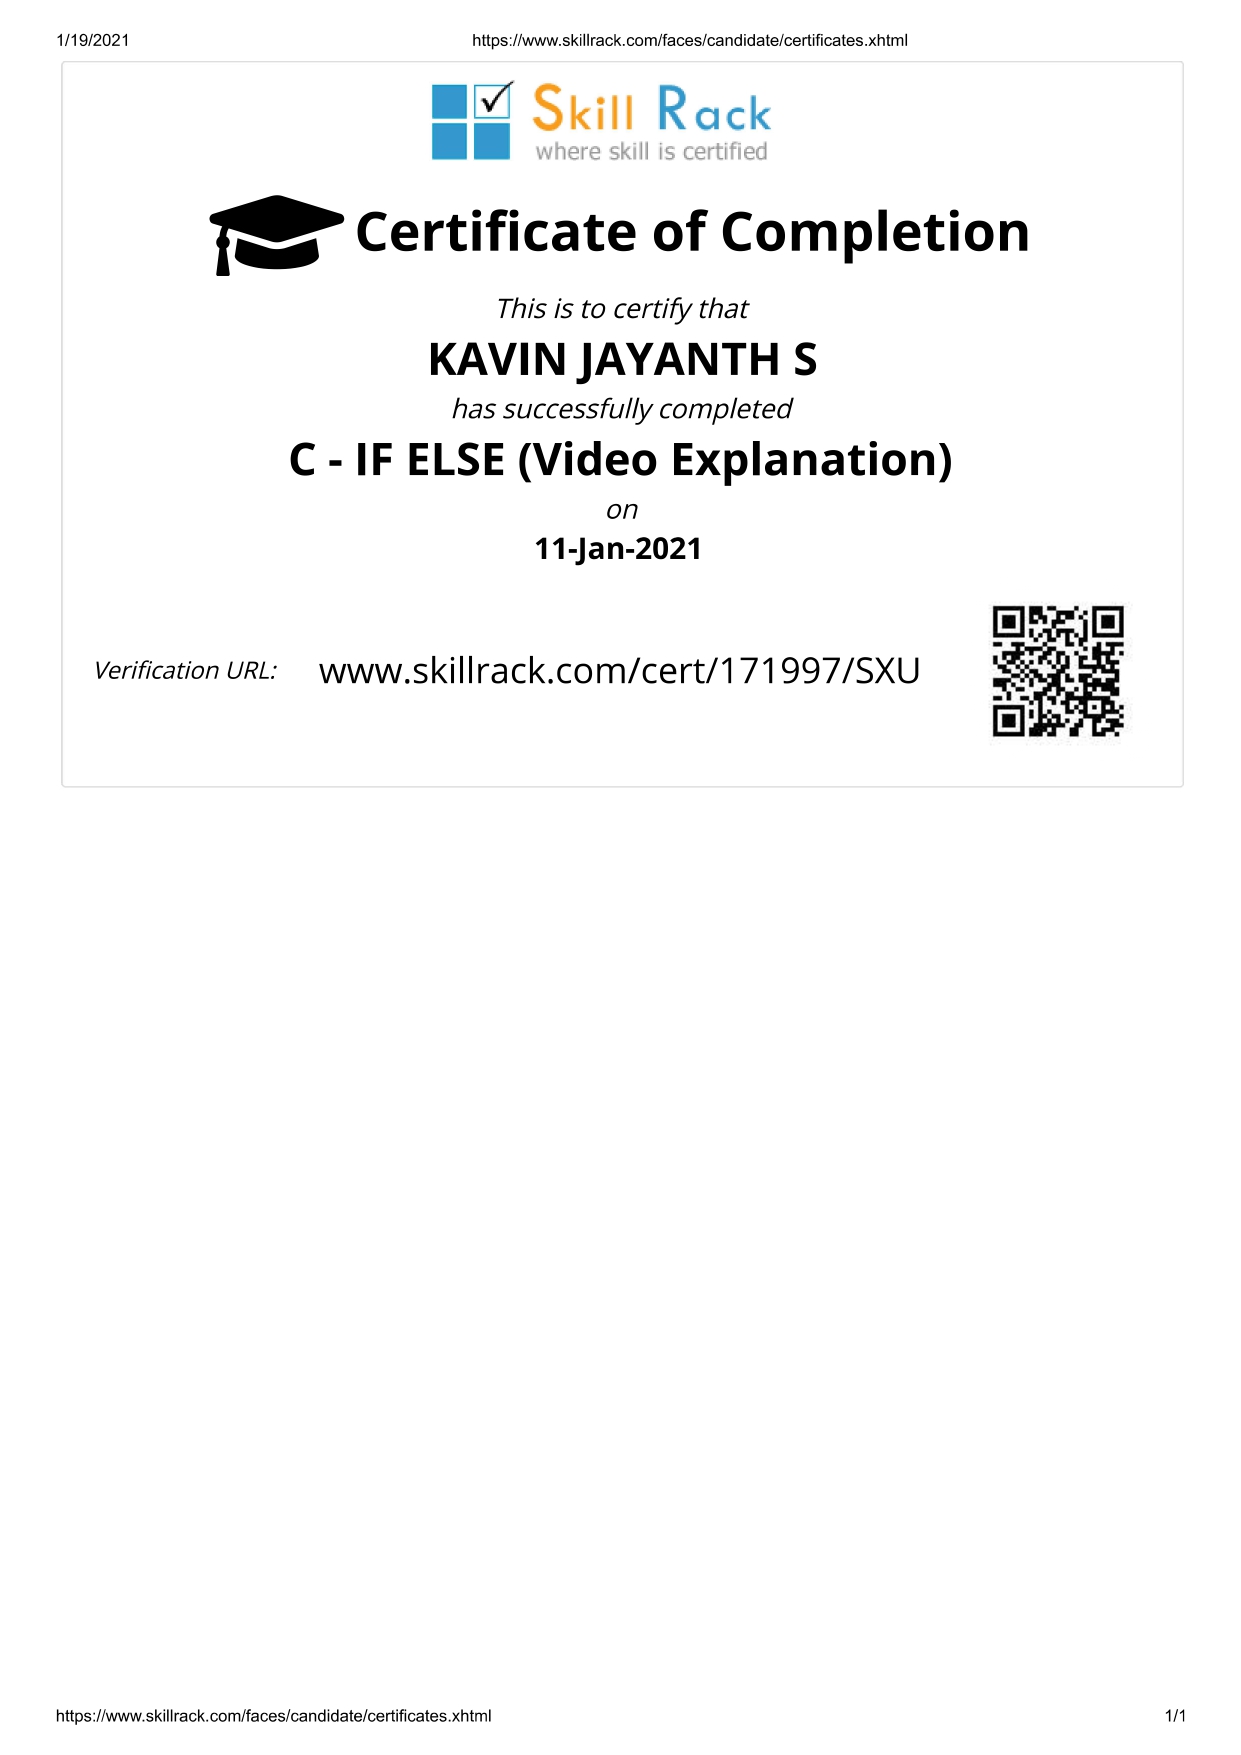 1/19/2021 https://www.skillrack.com/faces/candidate/certificates.xhtml
Skill Rack
where skill is certified
Certificate of Completion
This is to certify that
KAVIN JAYANTH S
has successfully completed
C - IF ELSE (Video Explanation)
on
11-Jan-2021
Verification URL: www.skillrack.com/cert/171997/SXU
https://www.skillrack.com/faces/candidate/certificates.xhtml 1/1